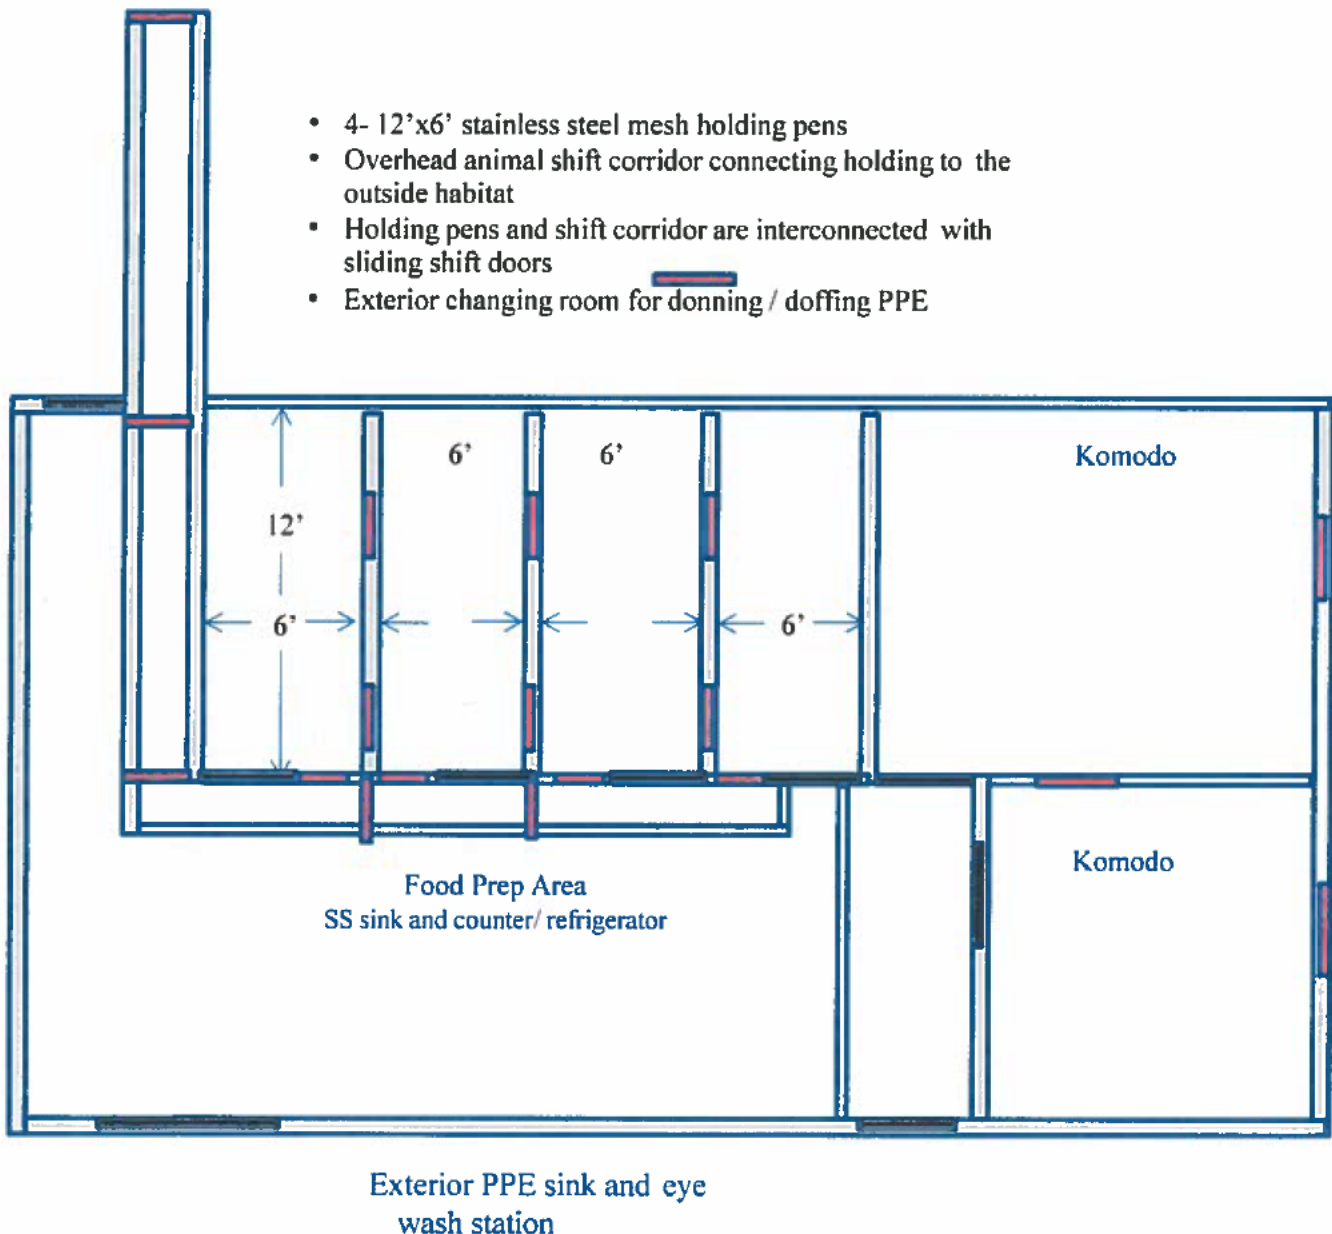 • 4- 12’x6’ stainless steel mesh holding pens
• Overhead animal shift corridor connecting holding to the
outside habitat
• Holding pens and shift corridor are interconnected with
sliding shift doors
• Exterior changing room for donning / doffing PPE
6’
6’
Komodo
12’
6’
6’
Komodo
Food Prep Area
SS sink and counter/ refrigerator
Exterior PPE sink and eye
wash station